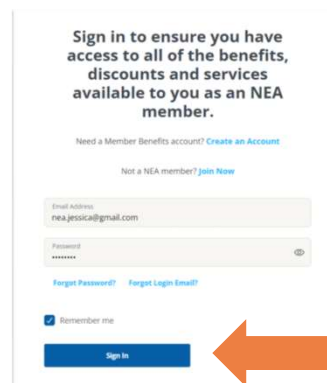 Sign in to ensure you have
access to all of the benefits,
discounts and services
available to you as an NEA
member.
Need a Member Benefits account? Create an Account
Not a NEA member? Join Now
Email Address
nea.jessica@gmail.com
Password
••••••••
Forgot Password? Forgot Login Email?
Remember me
Sign In